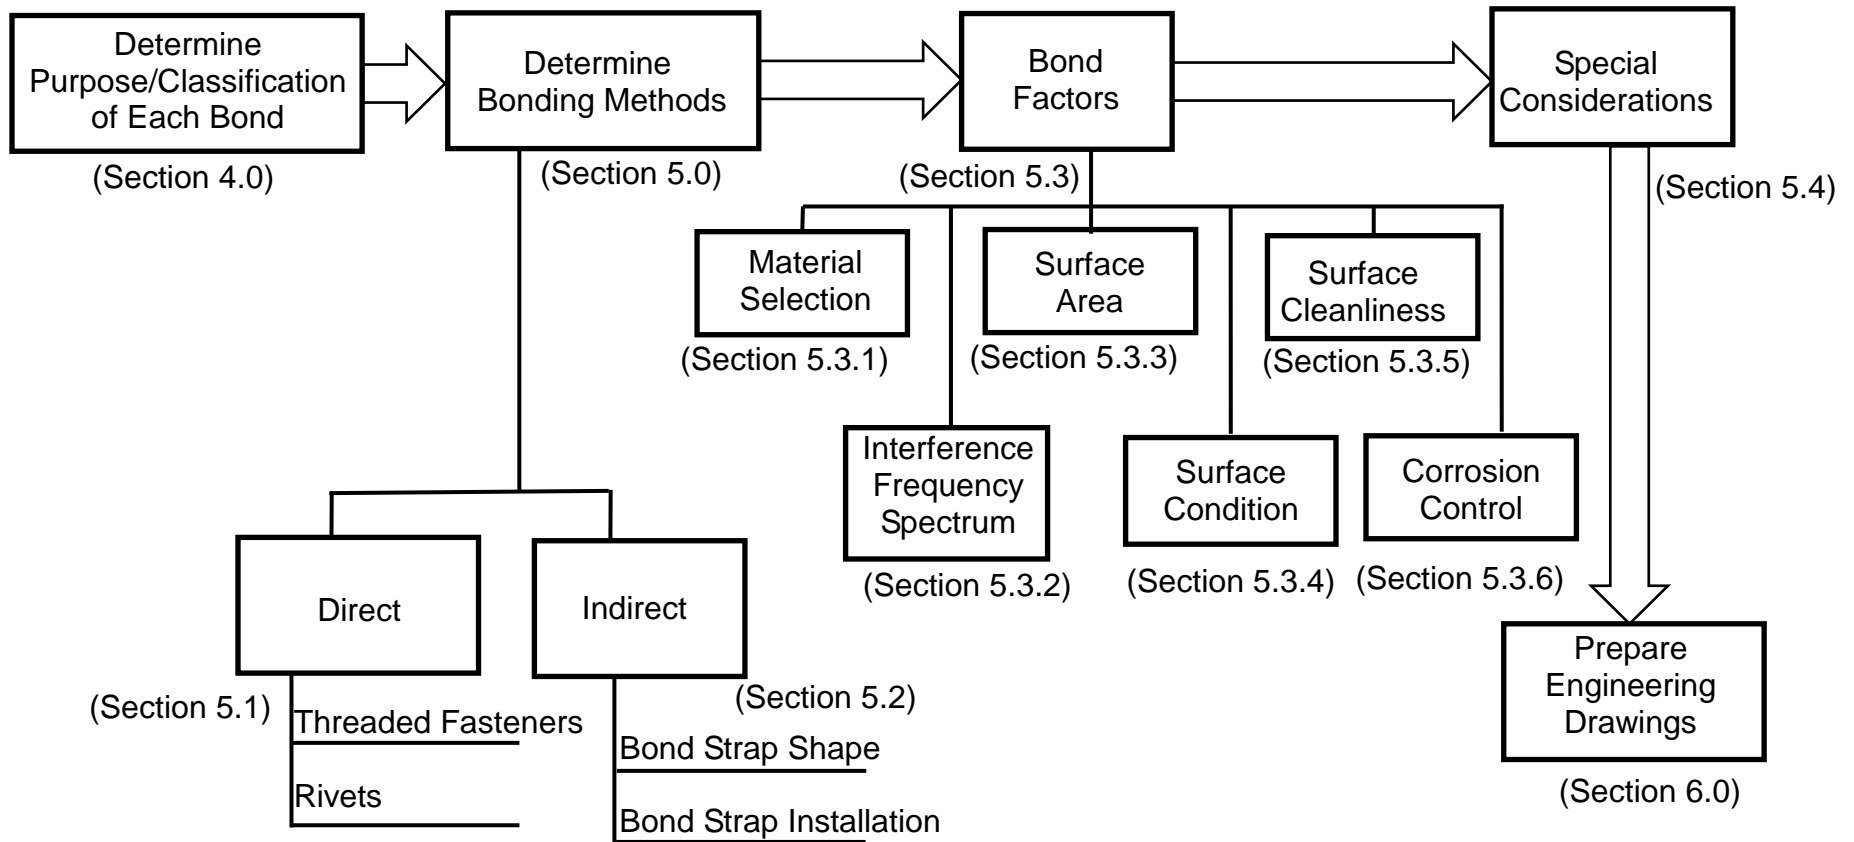 Determine
Purpose/Classification
of Each Bond
(Section 4.0)
Determine
Bonding Methods
(Section 5.0)
Bond
Factors
(Section 5.3)
Special
Considerations
(Section 5.4)
Material
Selection
(Section 5.3.1)
Surface
Area
(Section 5.3.3)
Surface
Cleanliness
(Section 5.3.5)
Interference
Frequency
Spectrum
(Section 5.3.2)
Surface
Condition
(Section 5.3.4)
Corrosion
Control
(Section 5.3.6)
Direct
(Section 5.1)
Threaded Fasteners
Rivets
Indirect
(Section 5.2)
Bond Strap Shape
Bond Strap Installation
Prepare
Engineering
Drawings
(Section 6.0)